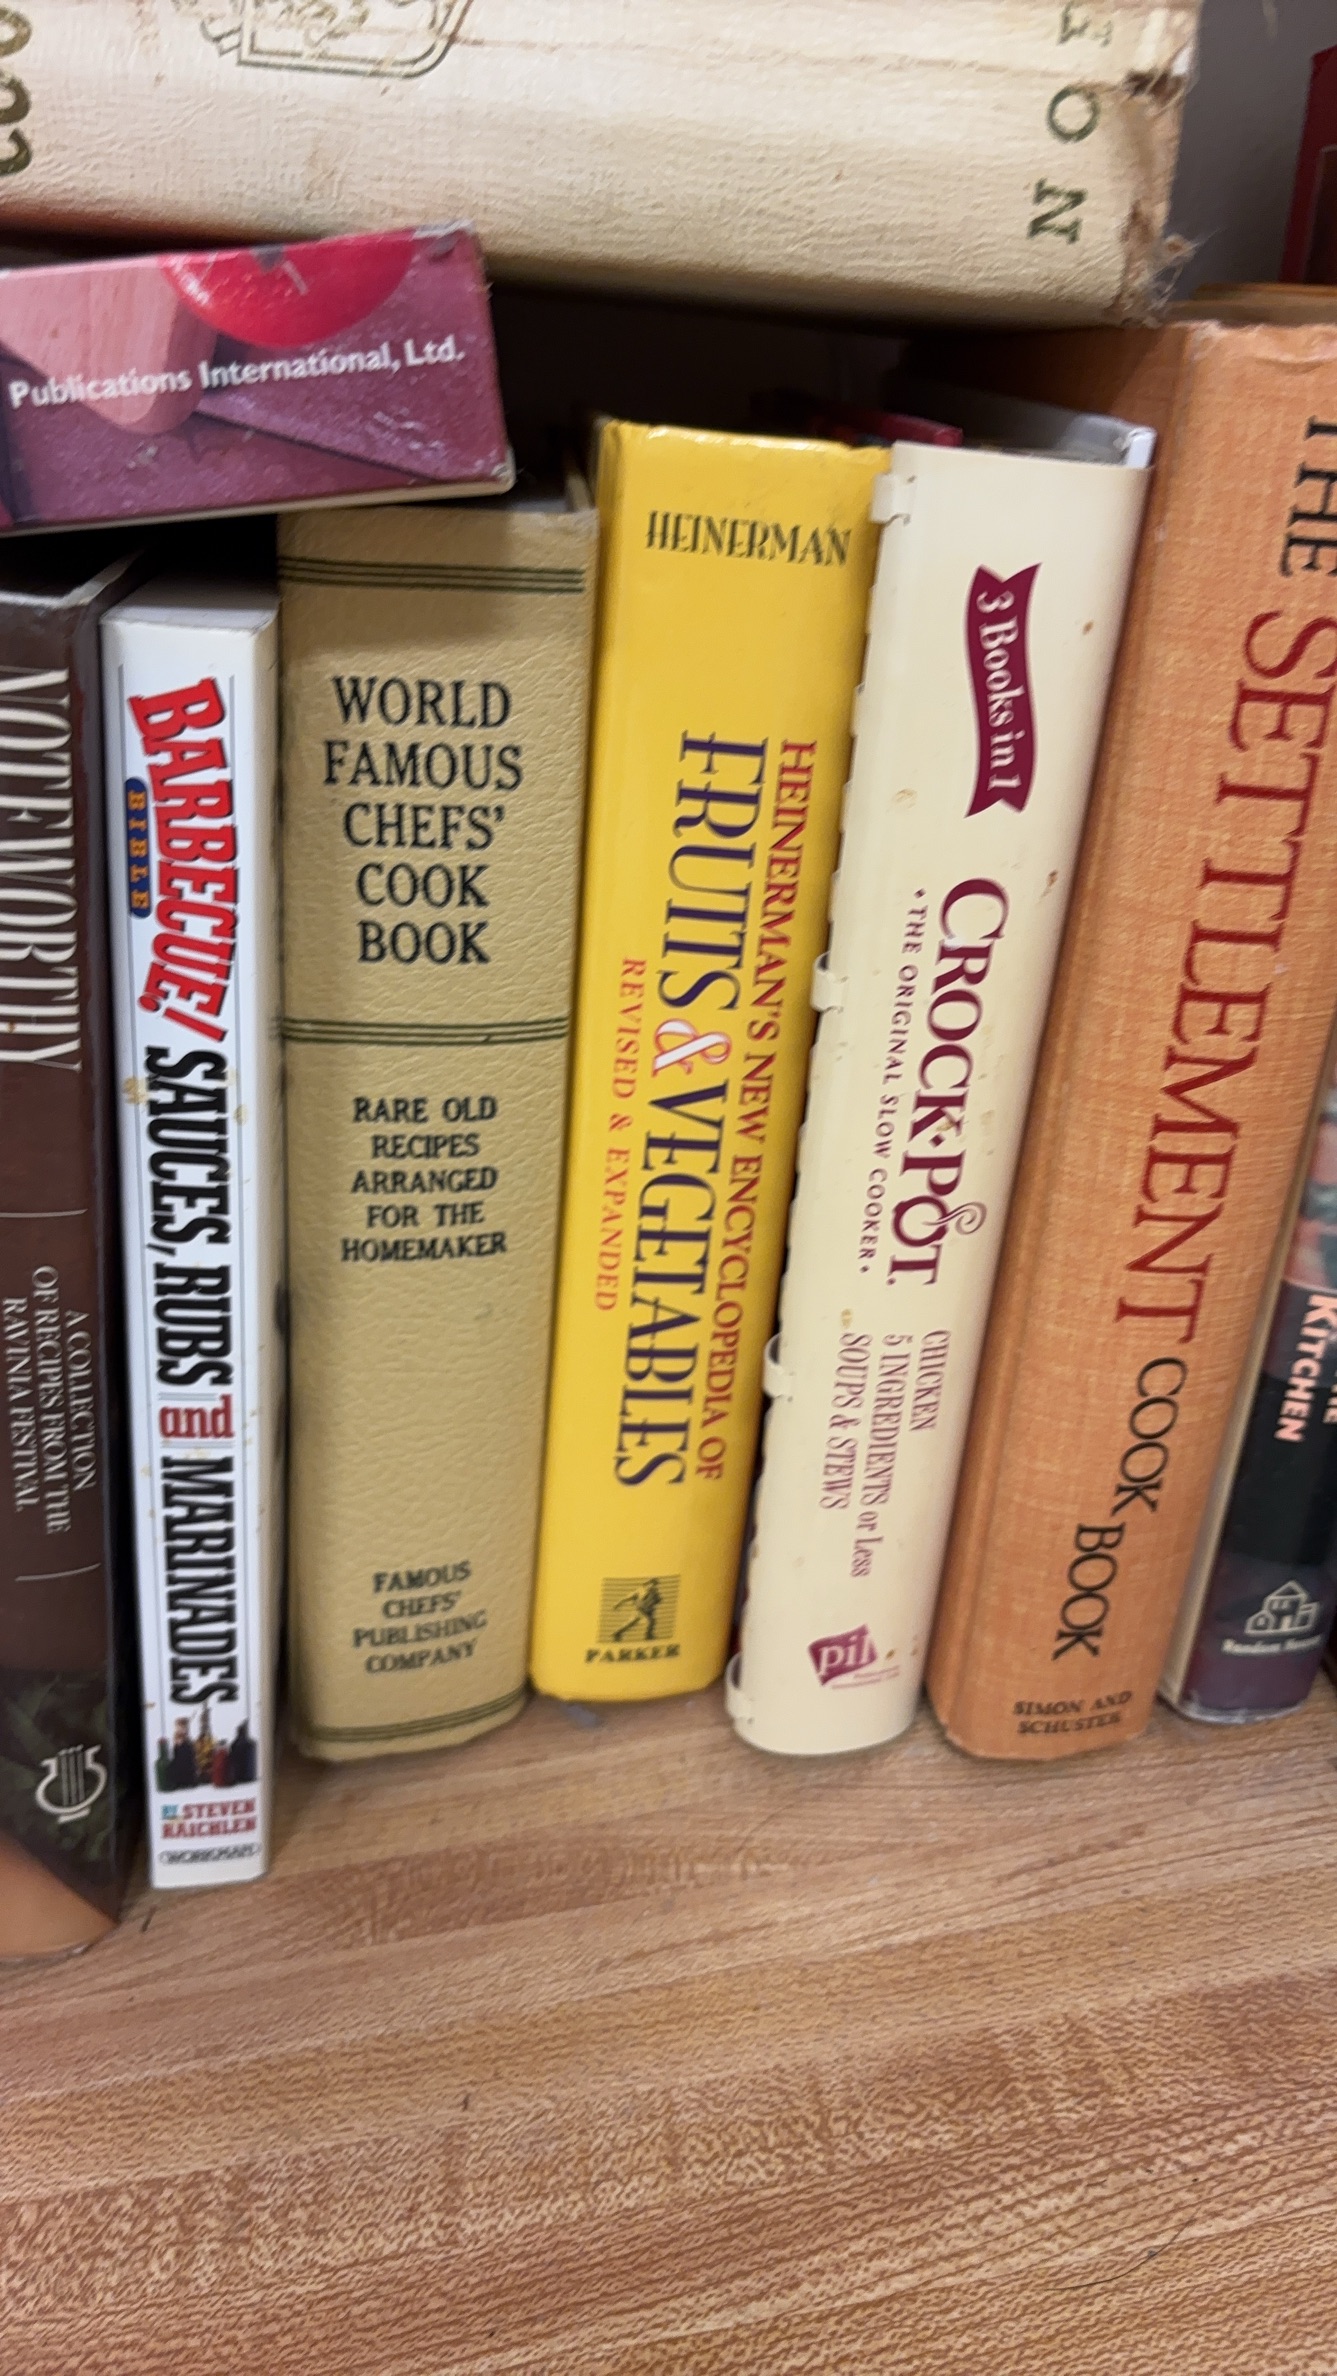 ION
Publications International, Ltd.
NOTEWORTHY
A COLLECTION
OF RECIPES FROM THE
RAVINIA FESTIVAL
BARBECUE!
BIBLE
SAUCES, RUBS and MARINADES
BY STEVEN
RAICHLEN
WORKMAN
WORLD
FAMOUS
CHEFS'
COOK
BOOK
RARE OLD
RECIPES
ARRANGED
FOR THE
HOMEMAKER
FAMOUS
CHEFS'
PUBLISHING
COMPANY
HEINERMAN
HEINERMAN'S NEW ENCYCLOPEDIA OF
FRUITS & VEGETABLES
REVISED & EXPANDED
PARKER
3 Books in 1
CROCK·POT.
•THE ORIGINAL SLOW COOKER•
CHICKEN
5 INGREDIENTS or Less
SOUPS & STEWS
pil
THE SETTLEMENT COOK BOOK
SIMON AND
SCHUSTER
KITCHEN
Random House